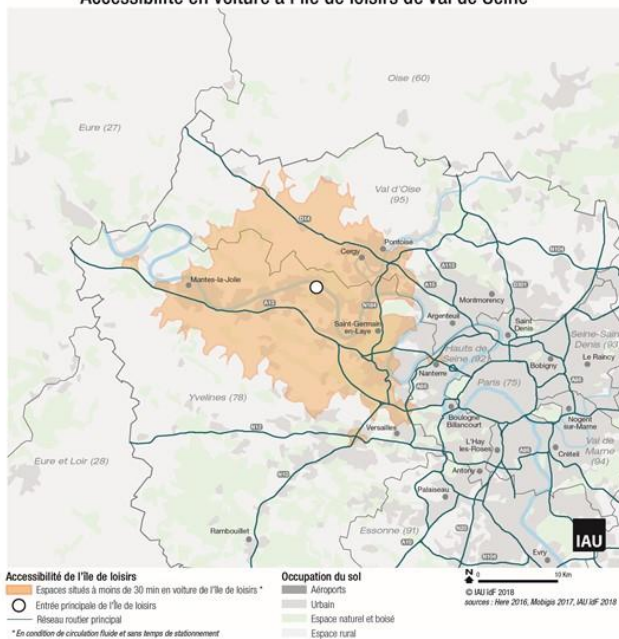 Accessibilité en voiture à l'île de loisirs de Val de Seine
Oise (60)
Eure (27)
Val d'Oise
(95)
Pontoise
Cergy
Mantes-la-Jolie
A13
Montmorency
Saint-Germain
en-Laye
Argenteuil
Saint
Denis
Seine-Saint
Denis (93)
Hauts de
Seine (92)
Le Raincy
Bobigny
Nanterre
Paris (75)
Yvelines (78)
Boulogne
Billancourt
Nogent
sur-Marne
Versailles
L'Hay
les-Roses
Val de
Marne
(94)
Créteil
Eure et Loir (28)
Antony
Palaiseau
Rambouillet
Essonne (91)
Evry
IAU
Accessibilité de l'île de loisirs
Espaces situés à moins de 30 min en voiture de l'île de loisirs *
Entrée principale de l'Île de loisirs
Réseau routier principal
* En condition de circulation fluide et sans temps de stationnement
Occupation du sol
Aéroports
Urbain
Espace naturel et boisé
Espace rural
N
0 10 Km
© IAU îdF 2018
sources : Here 2016, Mobigis 2017, IAU îdF 2018